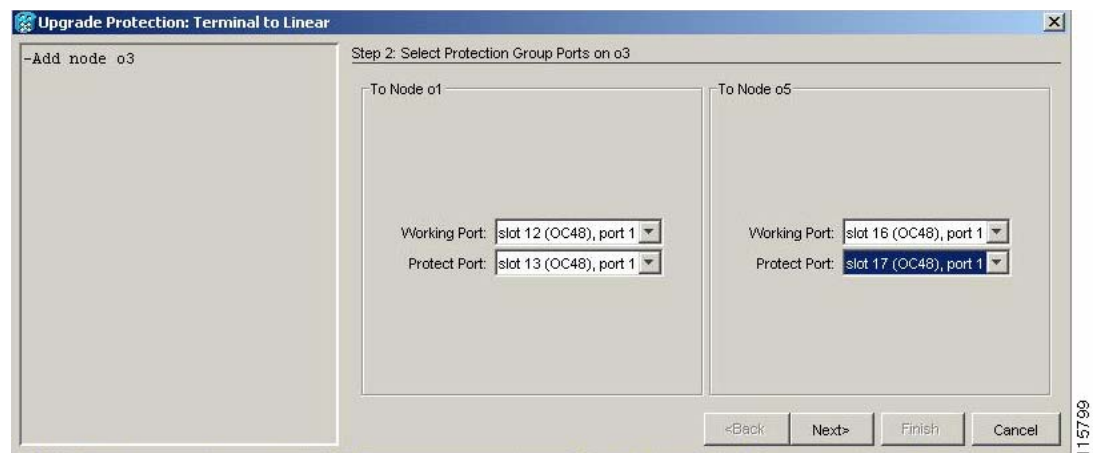 Upgrade Protection: Terminal to Linear
-Add node o3
Step 2: Select Protection Group Ports on o3
To Node o1
Working Port: slot 12 (OC48), port 1
Protect Port: slot 13 (OC48), port 1
To Node o5
Working Port: slot 16 (OC48), port 1
Protect Port: slot 17 (OC48), port 1
<Back Next> Finish Cancel
115799